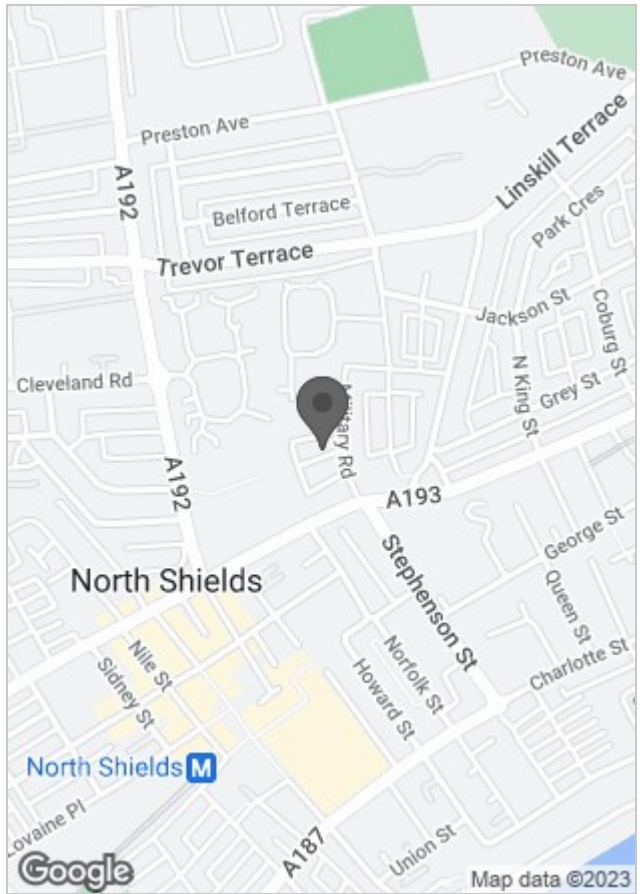 Preston Ave
Preston Ave
A192
Linskill Terrace
Belford Terrace
Park Cres
Trevor Terrace
Jackson St
Coburg St
Cleveland Rd
N King St
Grey St
Military Rd
A192
A193
George St
Stephenson St
North Shields
Queen St
Nile St
Norfolk St
Charlotte St
Sidney St
Howard St
North Shields M
Lovaine Pl
A187
Union St
Google
Map data ©2023